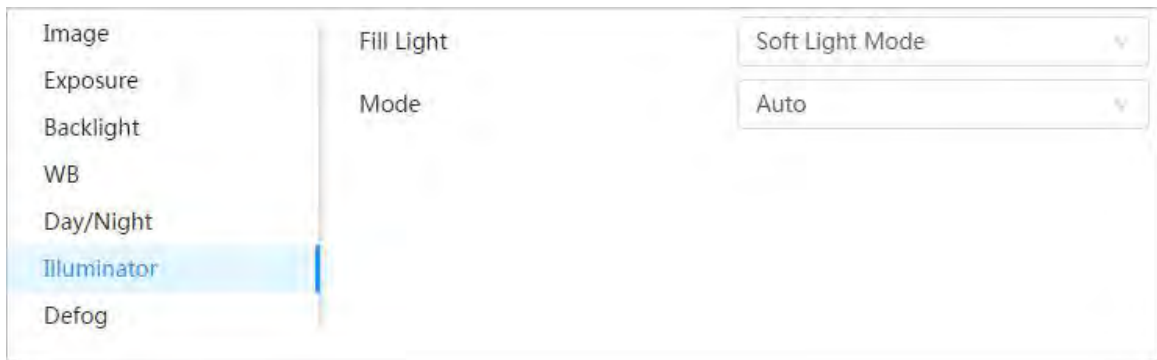 Image
Exposure
Backlight
WB
Day/Night
Illuminator
Defog
Fill Light Soft Light Mode
Mode Auto